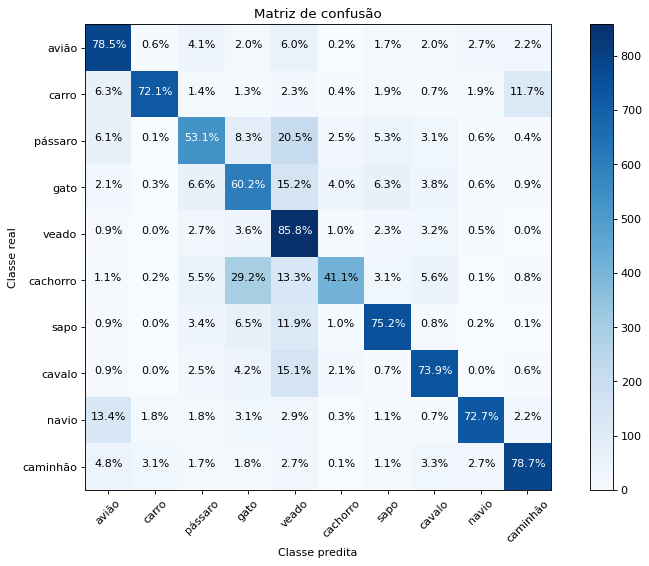 Matriz de confusão
avião 78.5% 0.6% 4.1% 2.0% 6.0% 0.2% 1.7% 2.0% 2.7% 2.2%
carro 6.3% 72.1% 1.4% 1.3% 2.3% 0.4% 1.9% 0.7% 1.9% 11.7%
pássaro 6.1% 0.1% 53.1% 8.3% 20.5% 2.5% 5.3% 3.1% 0.6% 0.4%
gato 2.1% 0.3% 6.6% 60.2% 15.2% 4.0% 6.3% 3.8% 0.6% 0.9%
veado 0.9% 0.0% 2.7% 3.6% 85.8% 1.0% 2.3% 3.2% 0.5% 0.0%
cachorro 1.1% 0.2% 5.5% 29.2% 13.3% 41.1% 3.1% 5.6% 0.1% 0.8%
sapo 0.9% 0.0% 3.4% 6.5% 11.9% 1.0% 75.2% 0.8% 0.2% 0.1%
cavalo 0.9% 0.0% 2.5% 4.2% 15.1% 2.1% 0.7% 73.9% 0.0% 0.6%
navio 13.4% 1.8% 1.8% 3.1% 2.9% 0.3% 1.1% 0.7% 72.7% 2.2%
caminhão 4.8% 3.1% 1.7% 1.8% 2.7% 0.1% 1.1% 3.3% 2.7% 78.7%
avião carro pássaro gato veado cachorro sapo cavalo navio caminhão
Classe predita
Classe real
800
700
600
500
400
300
200
100
0